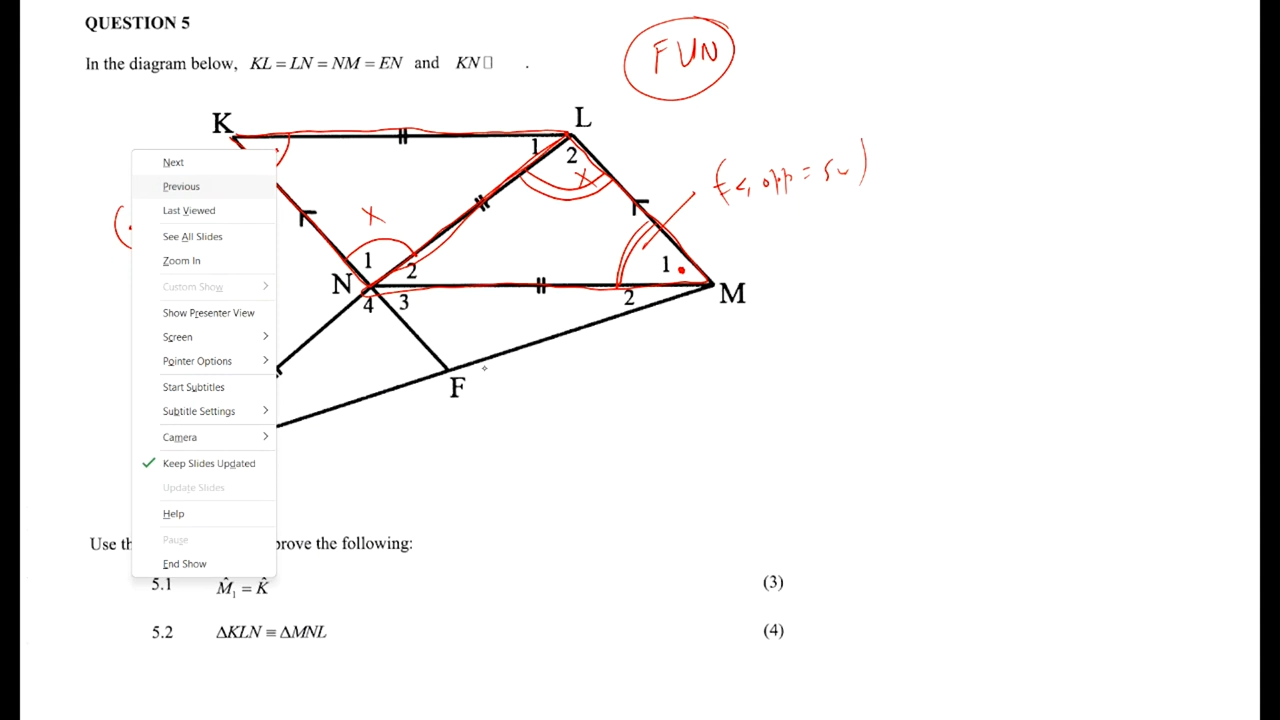 QUESTION 5
In the diagram below, KL = LN = NM = EN and KN□ .
FUN
K
L
1
2
X
(∠s opp = s
X
1
2
N
4
3
1
2
M
F
Next
Previous
Last Viewed
See All Slides
Zoom In
Custom Show
Show Presenter View
Screen
Pointer Options
Start Subtitles
Subtitle Settings
Camera
Keep Slides Updated
Update Slides
Help
Pause
End Show
Use th
rove the following:
5.1 M̂₁ = K̂ (3)
5.2 ΔKLN ≡ ΔMNL (4)